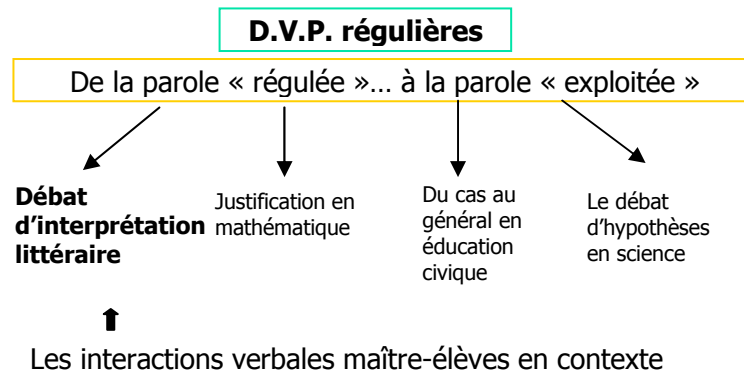 D.V.P. régulières
De la parole « régulée »... à la parole « exploitée »
Débat
d'interprétation
littéraire
Justification en
mathématique
Du cas au
général en
éducation
civique
Le débat
d'hypothèses
en science
Les interactions verbales maître-élèves en contexte